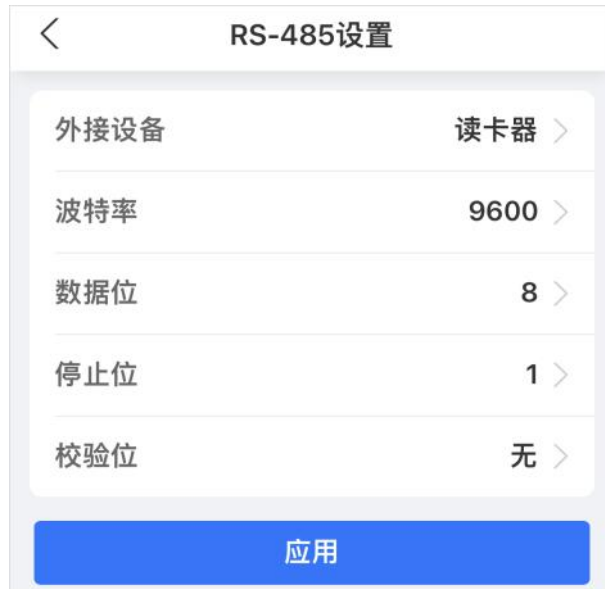 RS-485设置
外接设备 读卡器
波特率 9600
数据位 8
停止位 1
校验位 无
应用